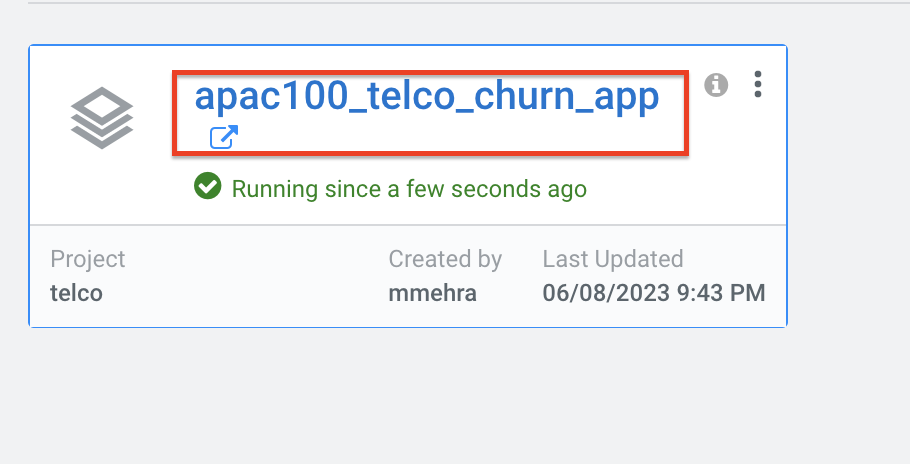 apac100_telco_churn_app
Running since a few seconds ago
Project Created by Last Updated
telco mmehra 06/08/2023 9:43 PM